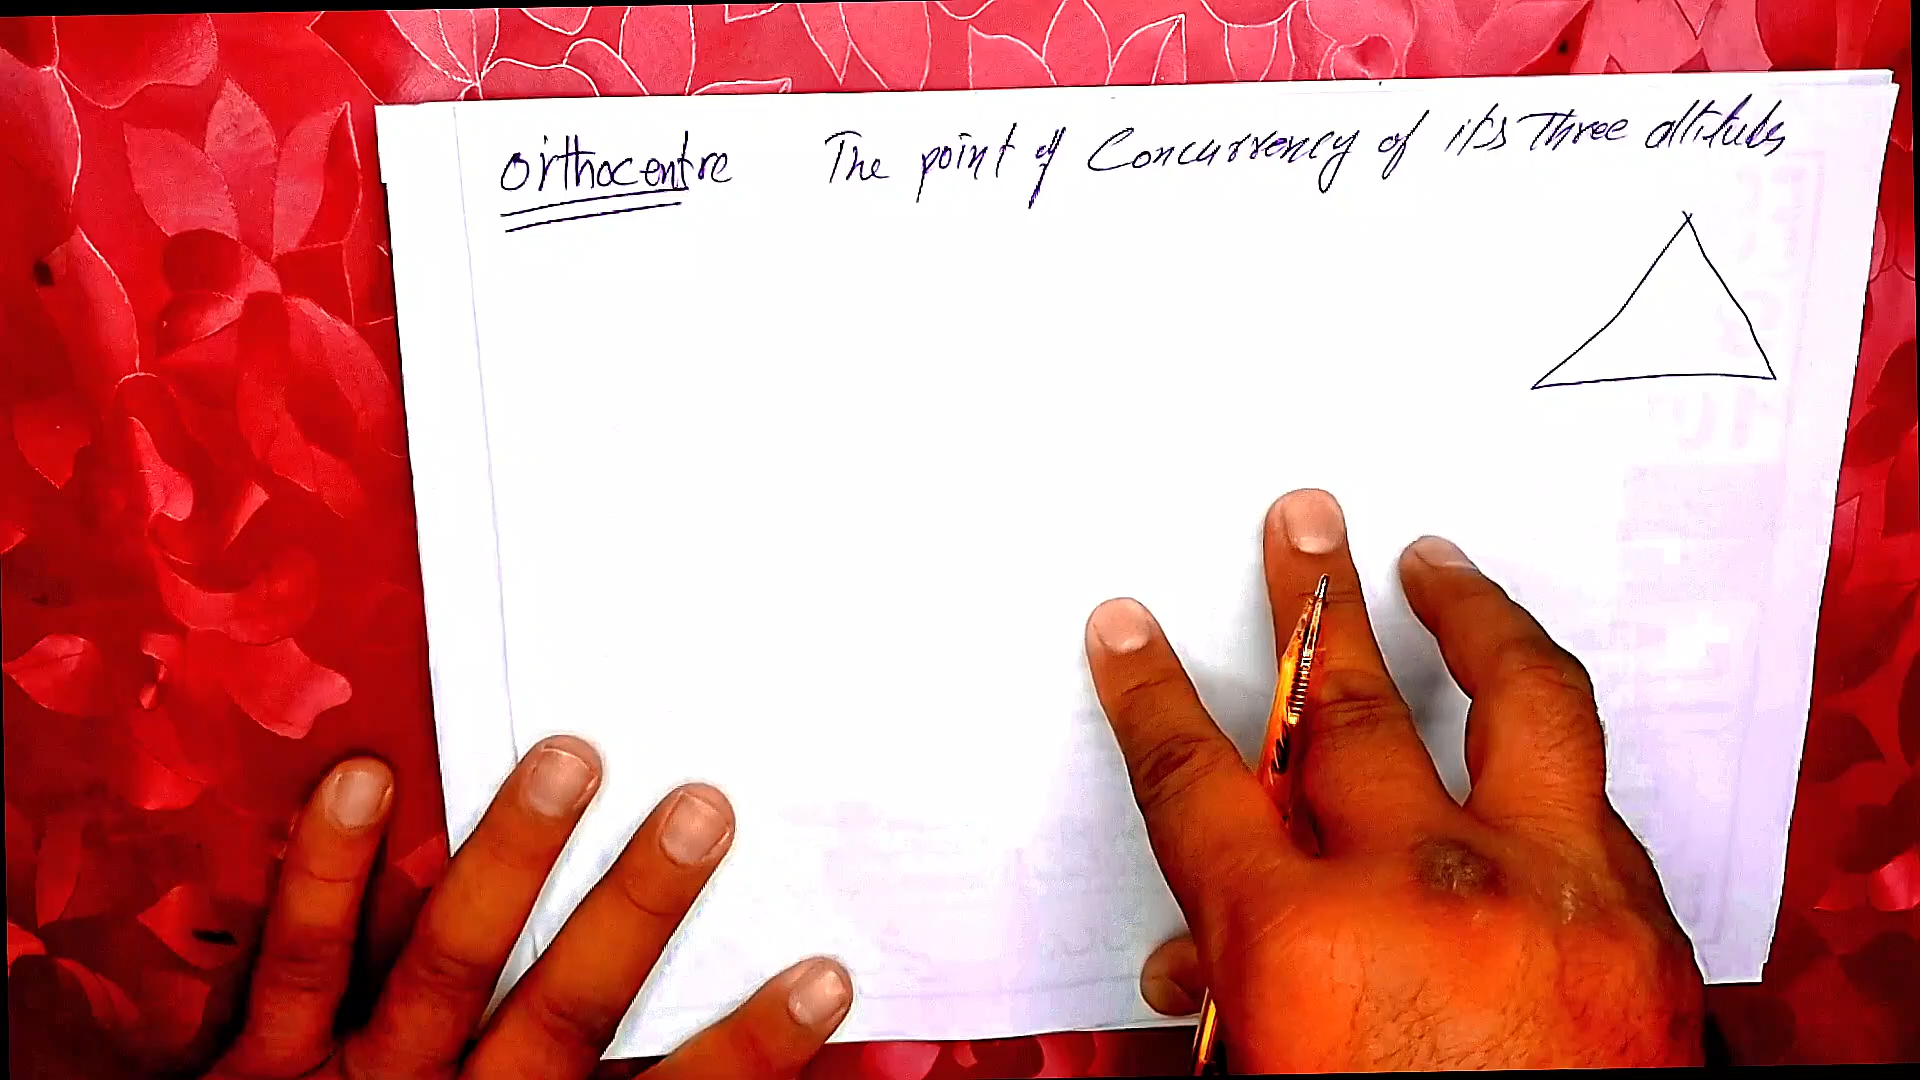 orthocentre The point of Concurrency of its Three altitudes